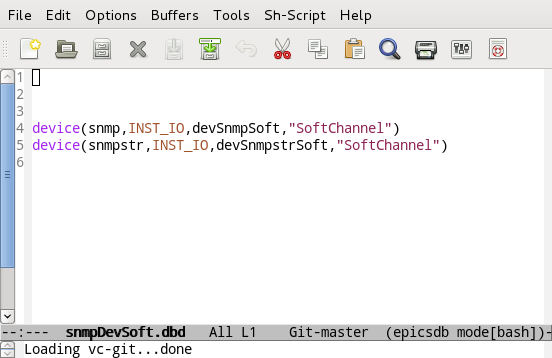 File Edit Options Buffers Tools Sh-Script Help
1
2
3
4 device(snmp,INST_IO,devSnmpSoft,"SoftChannel")
5 device(snmpstr,INST_IO,devSnmpstrSoft,"SoftChannel")
6
--:--- snmpDevSoft.dbd All L1 Git-master (epicsdb mode[bash])-
Loading vc-git...done